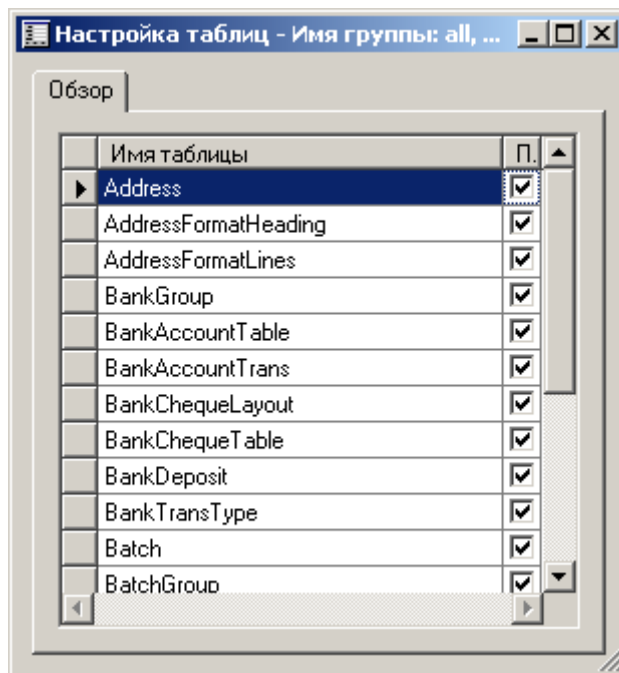 Настройка таблиц - Имя группы: all, ...
Обзор
Имя таблицы П.
Address
AddressFormatHeading
AddressFormatLines
BankGroup
BankAccountTable
BankAccountTrans
BankChequeLayout
BankChequeTable
BankDeposit
BankTransType
Batch
BatchGroup